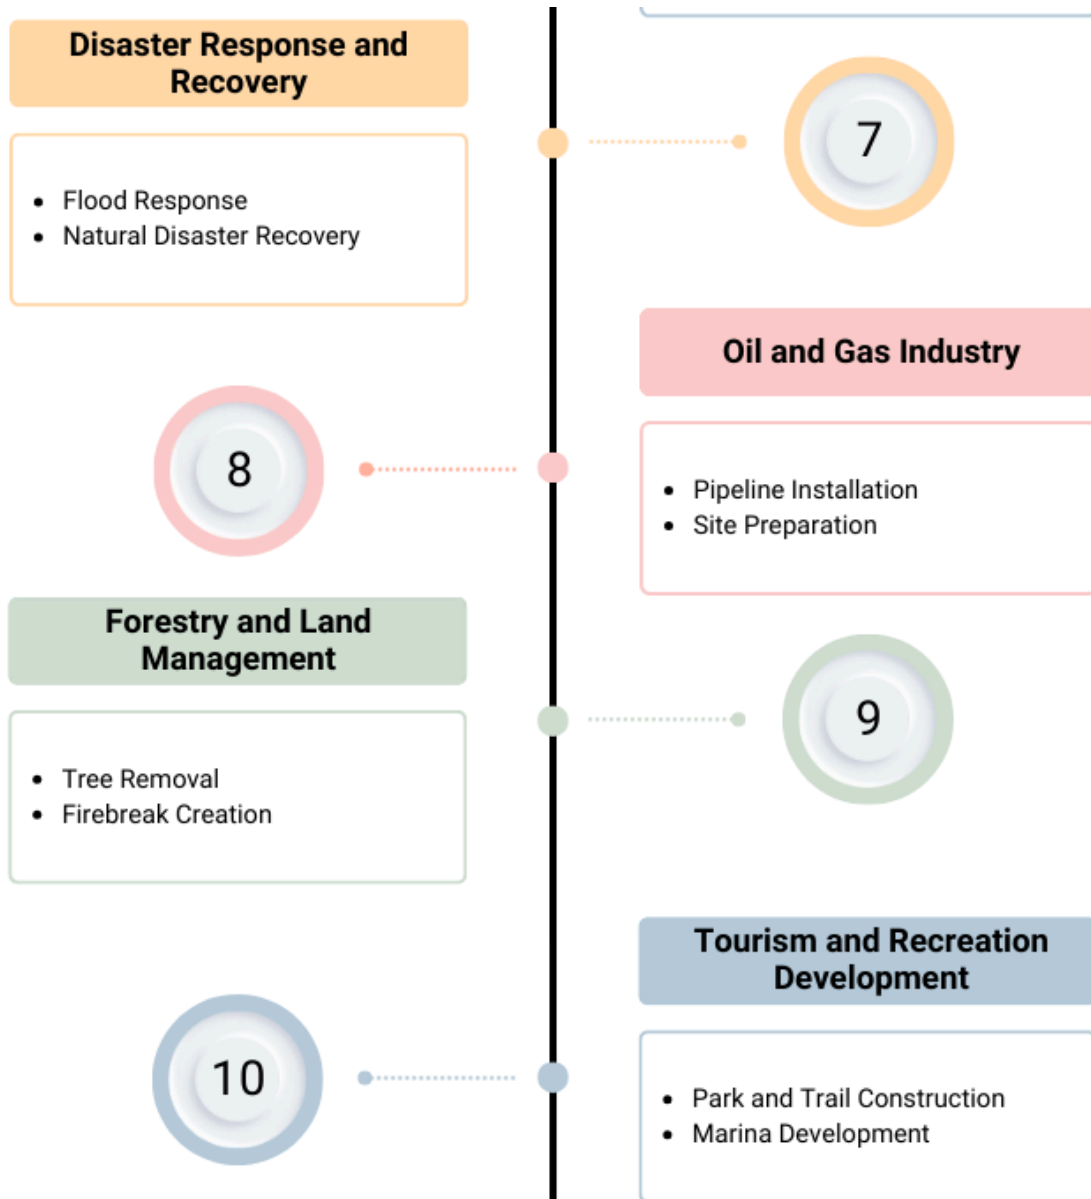 Disaster Response and
Recovery
7
• Flood Response
• Natural Disaster Recovery
Oil and Gas Industry
8
• Pipeline Installation
• Site Preparation
Forestry and Land
Management
9
• Tree Removal
• Firebreak Creation
Tourism and Recreation
Development
10
• Park and Trail Construction
• Marina Development